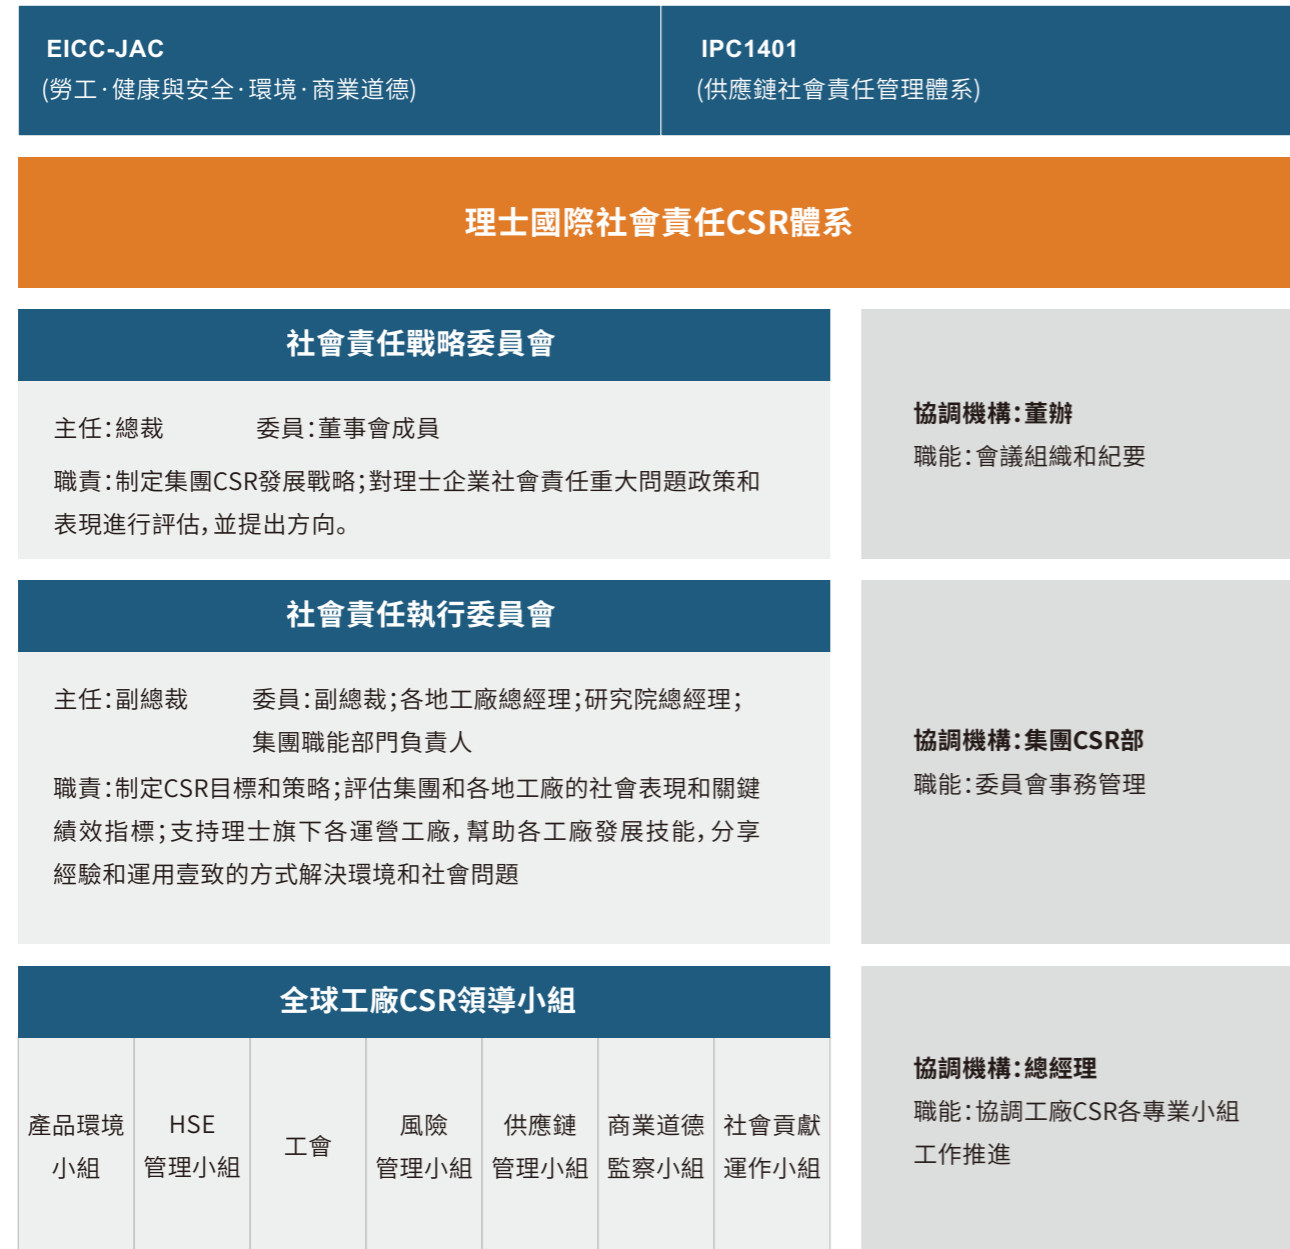 EICC-JAC
(勞工·健康與安全·環境·商業道德)
IPC1401
(供應鏈社會責任管理體系)
理士國際社會責任CSR體系
社會責任戰略委員會
主任:總裁 委員:董事會成員
職責:制定集團CSR發展戰略;對理士企業社會責任重大問題政策和
表現進行評估,並提出方向。
協調機構:董辦
職能:會議組織和紀要
社會責任執行委員會
主任:副總裁 委員:副總裁;各地工廠總經理;研究院總經理;
集團職能部門負責人
職責:制定CSR目標和策略;評估集團和各地工廠的社會表現和關鍵
績效指標;支持理士旗下各運營工廠,幫助各工廠發展技能,分享
經驗和運用壹致的方式解決環境和社會問題
協調機構:集團CSR部
職能:委員會事務管理
全球工廠CSR領導小組
產品環境
小組
HSE
管理小組
工會
風險
管理小組
供應鏈
管理小組
商業道德
監察小組
社會貢獻
運作小組
協調機構:總經理
職能:協調工廠CSR各專業小組
工作推進